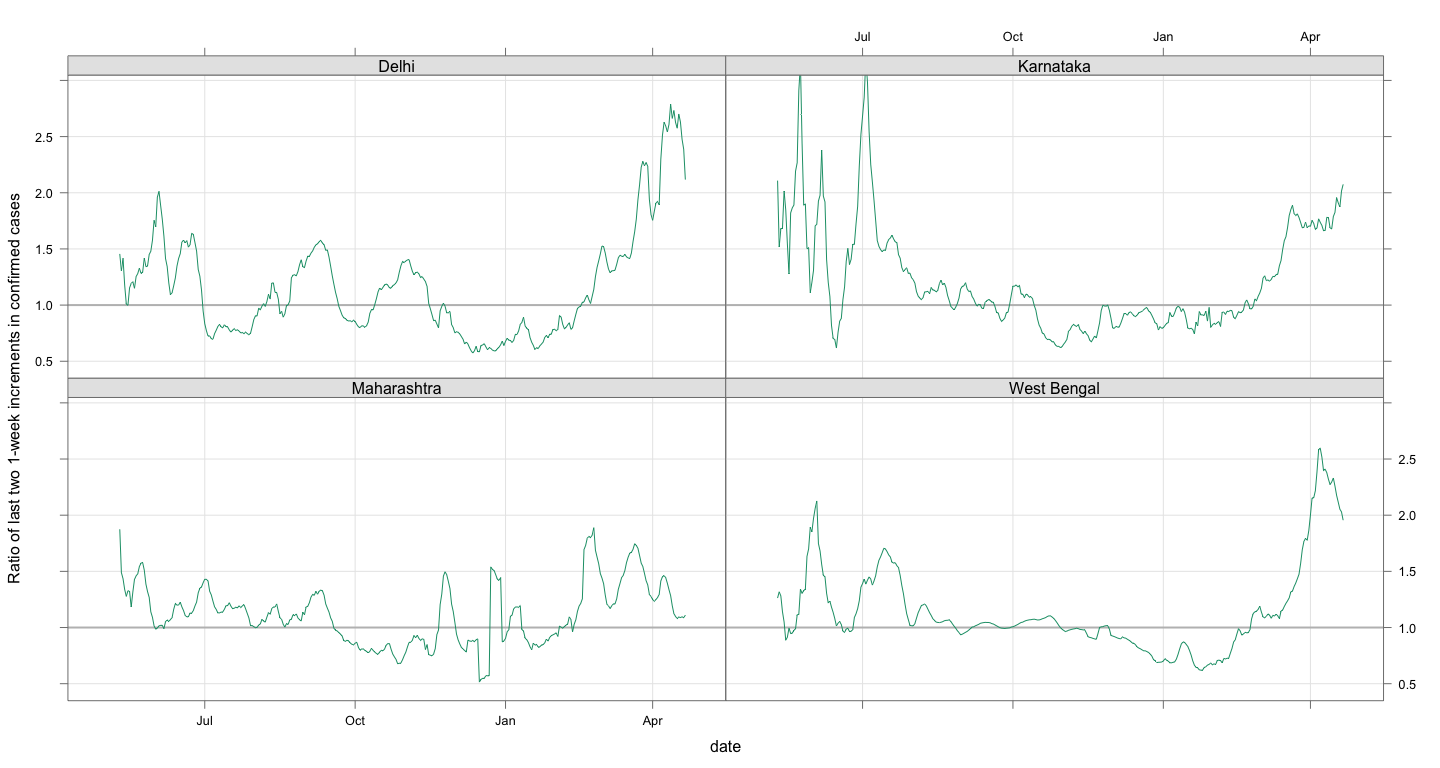 Jul Oct Jan Apr
Delhi Karnataka
2.5
2.0
1.5
1.0
0.5
Maharashtra West Bengal
2.5
2.0
1.5
1.0
0.5
Jul Oct Jan Apr
date
Ratio of last two 1-week increments in confirmed cases